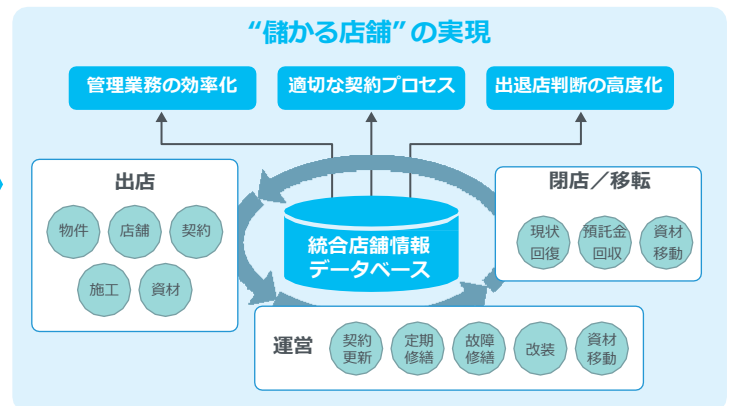 “儲かる店舗”の実現
管理業務の効率化
適切な契約プロセス
出退店判断の高度化
出店
物件
店舗
契約
施工
資材
統合店舗情報
データベース
閉店／移転
現状
回復
預託金
回収
資材
移動
運営
契約
更新
定期
修繕
故障
修繕
改装
資材
移動